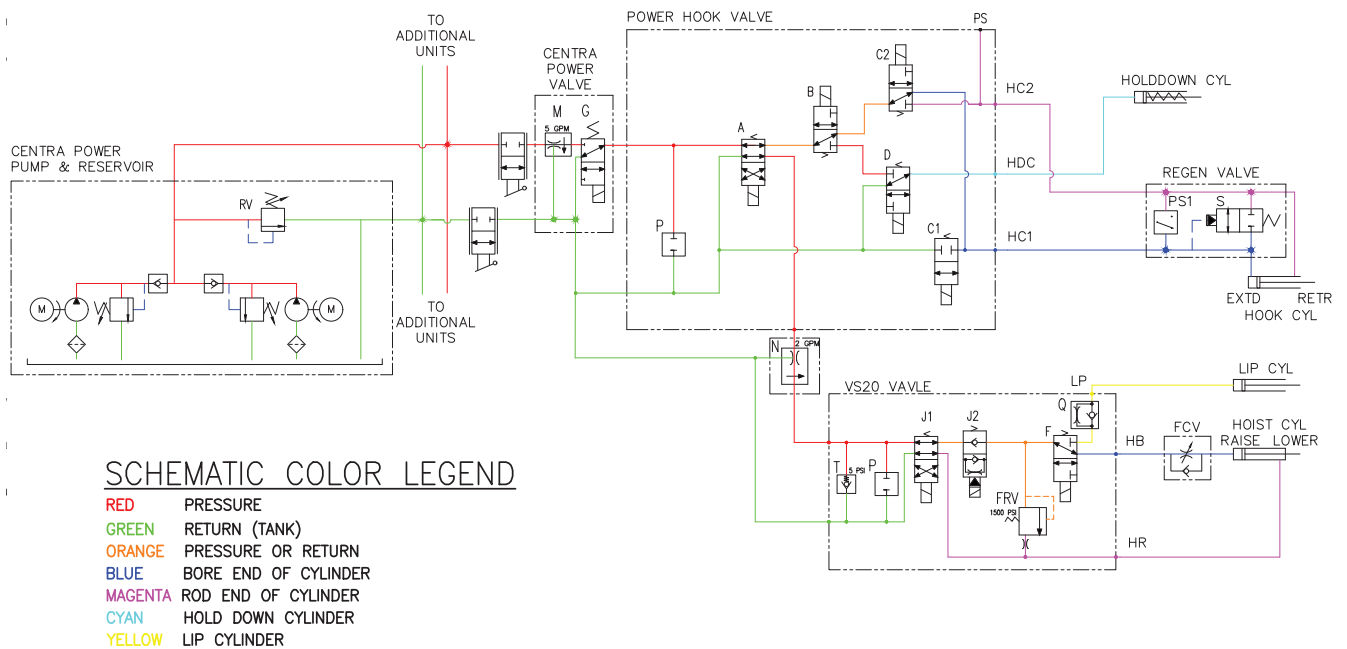 TO
ADDITIONAL
UNITS
POWER HOOK VALVE
PS
CENTRA
POWER
VALVE
C2
HOLDDOWN CYL
HC2
B
M
G
5 GPM
A
CENTRA POWER
PUMP & RESERVOIR
D
HDC
REGEN VALVE
RV
PS1
S
P
C1
HC1
M
M
TO
ADDITIONAL
UNITS
EXTD
RETR
HOOK CYL
N
2 GPM
VS20 VAVLE
LP
LIP CYL
Q
J1
J2
F
HB
FCV
HOIST CYL
RAISE LOWER
T
5 PSI
P
FRV
1500 PSI
HR
SCHEMATIC COLOR LEGEND
RED PRESSURE
GREEN RETURN (TANK)
ORANGE PRESSURE OR RETURN
BLUE BORE END OF CYLINDER
MAGENTA ROD END OF CYLINDER
CYAN HOLD DOWN CYLINDER
YELLOW LIP CYLINDER